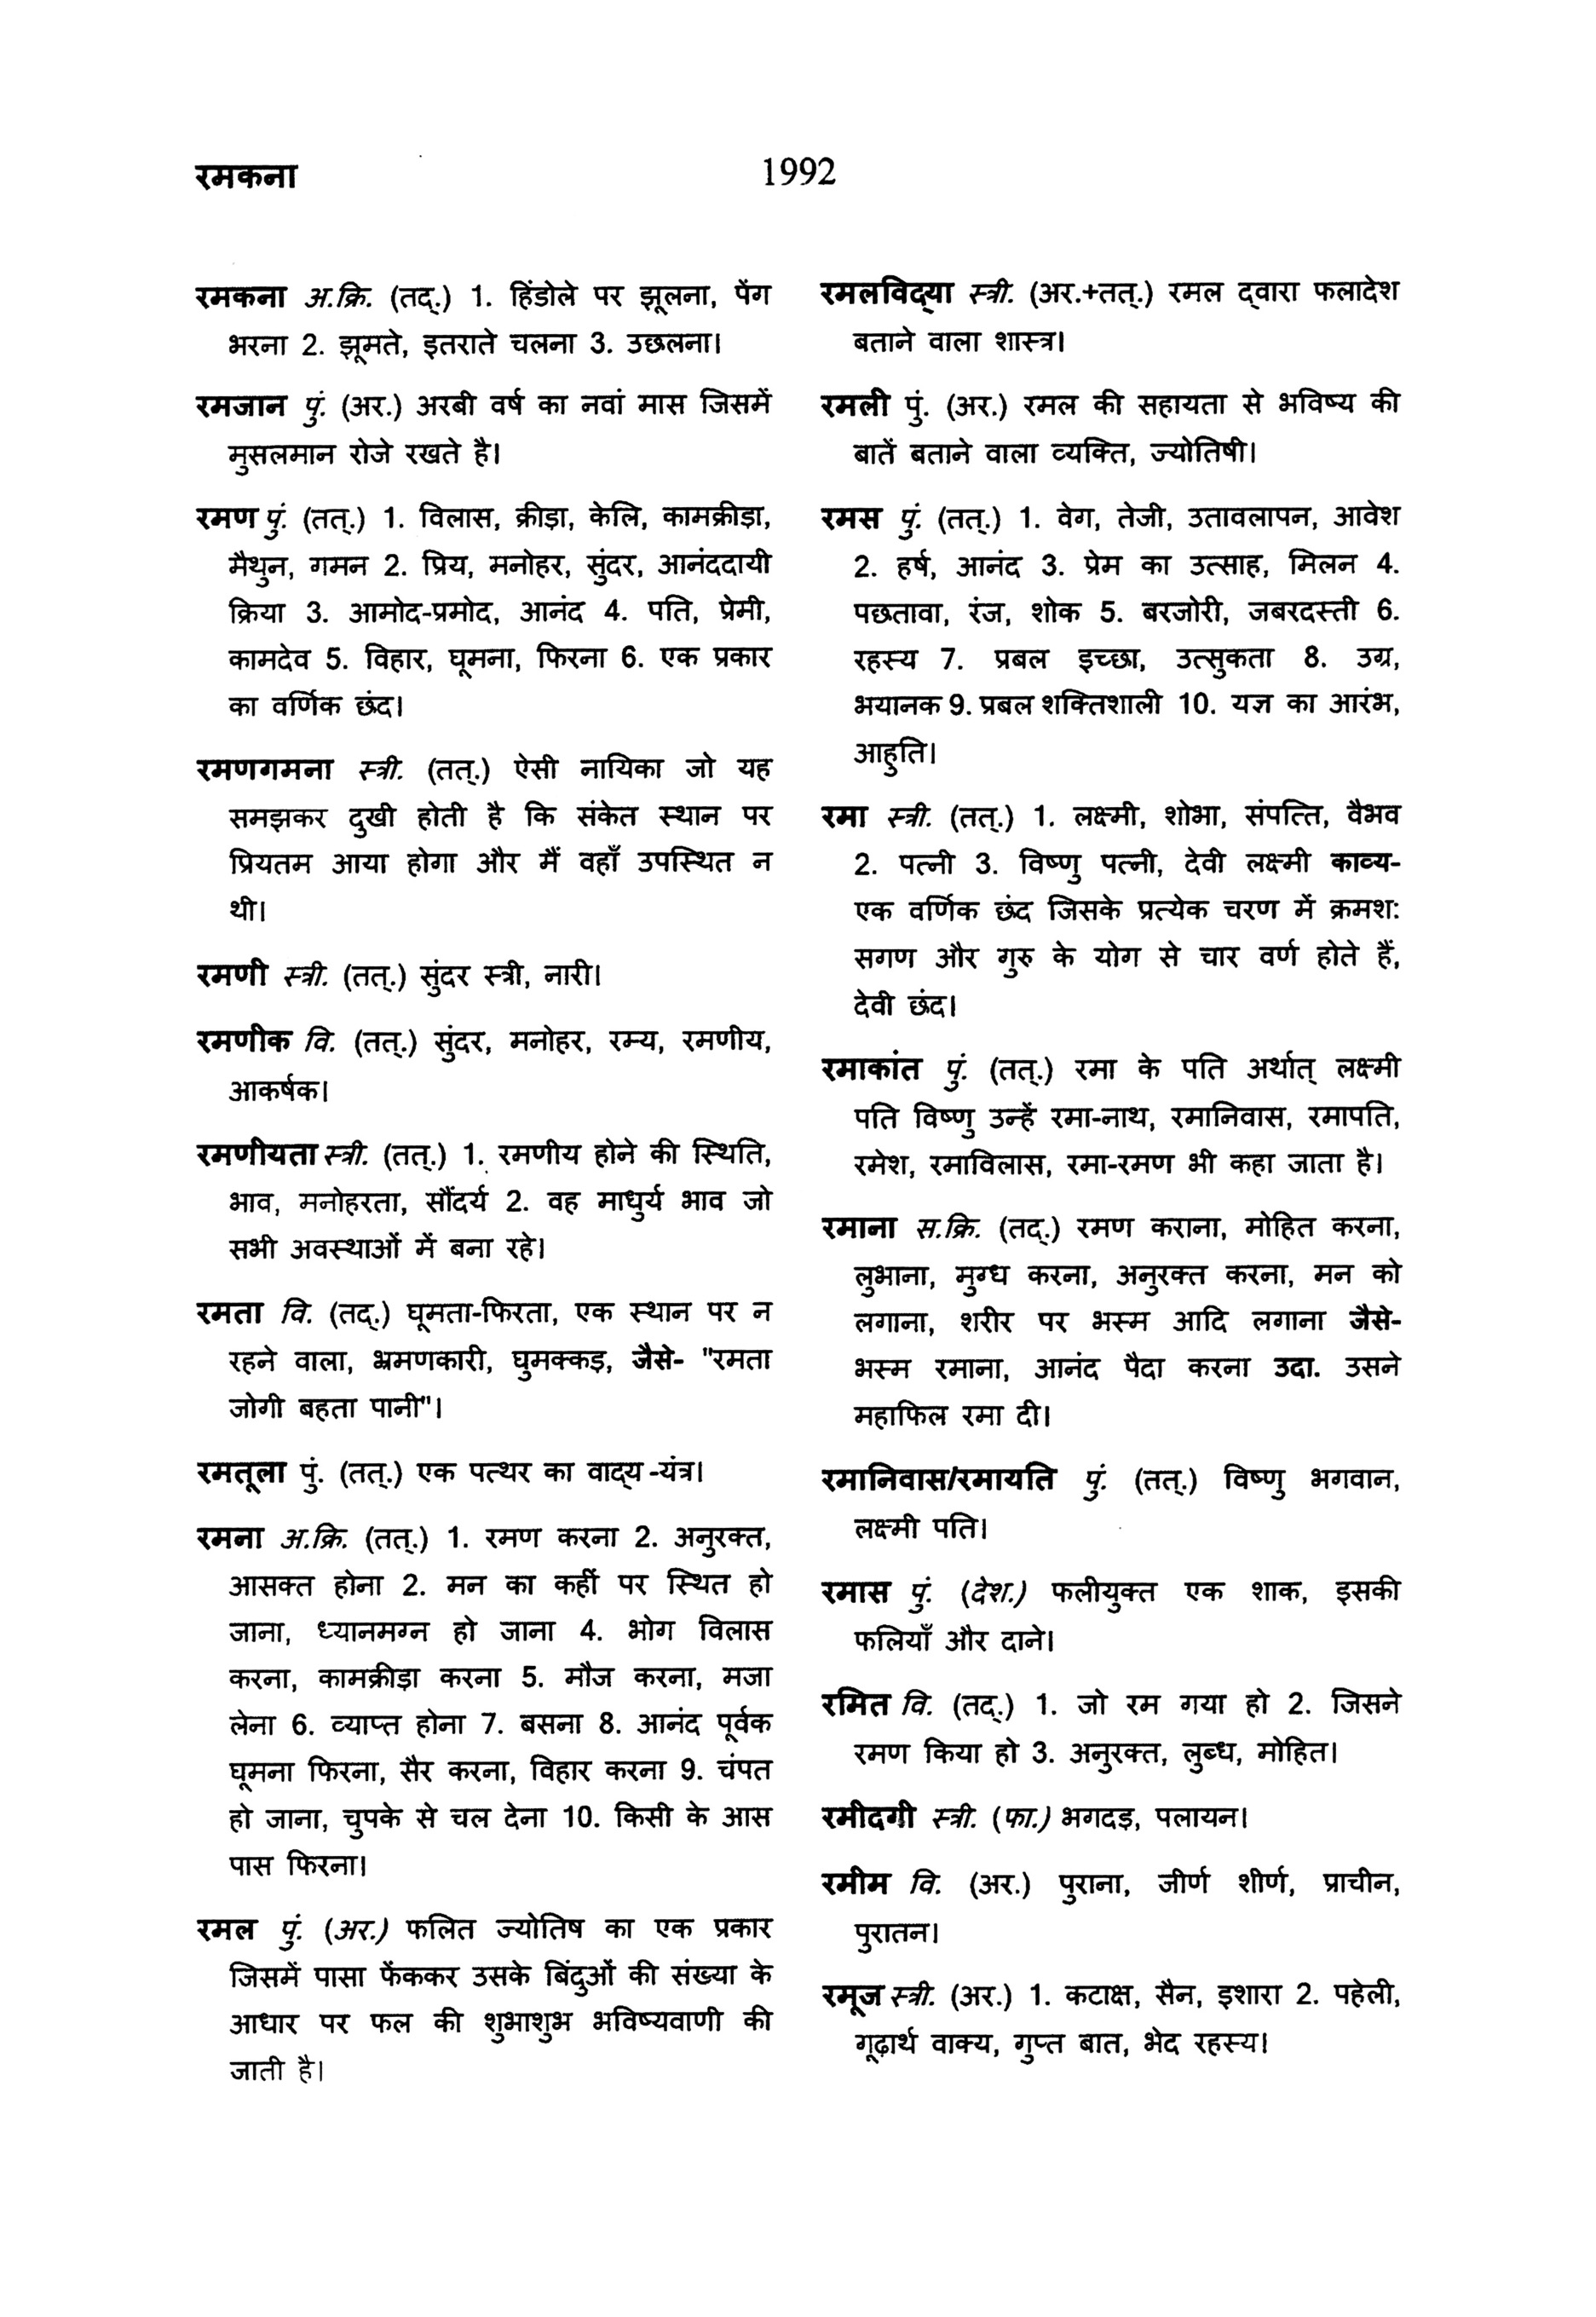 रमकना
1992
रमकना अ.क्रि. (तद्.) 1. हिंडोले पर झूलना, पेंग
भरना 2. झूमते, इतराते चलना 3. उछलना।
रमजान पुं. (अर.) अरबी वर्ष का नवां मास जिसमें
मुसलमान रोजे रखते है।
रमण पुं. (तत्.) 1. विलास, क्रीड़ा, केलि, कामक्रीड़ा,
मैथुन, गमन 2. प्रिय, मनोहर, सुंदर, आनंददायी
क्रिया 3. आमोद-प्रमोद, आनंद 4. पति, प्रेमी,
कामदेव 5. विहार, घूमना, फिरना 6. एक प्रकार
का वर्णिक छंद।
रमणगमना स्त्री. (तत्.) ऐसी नायिका जो यह
समझकर दुखी होती है कि संकेत स्थान पर
प्रियतम आया होगा और मैं वहाँ उपस्थित न
थी।
रमणी स्त्री. (तत्.) सुंदर स्त्री, नारी।
रमणीक वि. (तत्.) सुंदर, मनोहर, रम्य, रमणीय,
आकर्षक।
रमणीयता स्त्री. (तत्.) 1. रमणीय होने की स्थिति,
भाव, मनोहरता, सौंदर्य 2. वह माधुर्य भाव जो
सभी अवस्थाओं में बना रहे।
रमता वि. (तद्.) घूमता-फिरता, एक स्थान पर न
रहने वाला, भ्रमणकारी, घुमक्कड़, जैसे- "रमता
जोगी बहता पानी"।
रमतूला पुं. (तत्.) एक पत्थर का वाद्‌य -यंत्र।
रमना अ.क्रि. (तत्.) 1. रमण करना 2. अनुरक्त,
आसक्त होना 2. मन का कहीं पर स्थित हो
जाना, ध्यानमग्न हो जाना 4. भोग विलास
करना, कामक्रीड़ा करना 5. मौज करना, मजा
लेना 6. व्याप्त होना 7. बसना 8. आनंद पूर्वक
घूमना फिरना, सैर करना, विहार करना 9. चंपत
हो जाना, चुपके से चल देना 10. किसी के आस
पास फिरना।
रमल पुं. (अर.) फलित ज्योतिष का एक प्रकार
जिसमें पासा फेंककर उसके बिंदुओं की संख्या के
आधार पर फल की शुभाशुभ भविष्यवाणी की
जाती है।
रमलविद्‌या स्त्री. (अर.+तत्.) रमल द्‌वारा फलादेश
बताने वाला शास्त्र।
रमली पुं. (अर.) रमल की सहायता से भविष्य की
बातें बताने वाला व्यक्ति, ज्योतिषी।
रमस पुं. (तत्.) 1. वेग, तेजी, उतावलापन, आवेश
2. हर्ष, आनंद 3. प्रेम का उत्साह, मिलन 4.
पछतावा, रंज, शोक 5. बरजोरी, जबरदस्ती 6.
रहस्य 7. प्रबल इच्छा, उत्सुकता 8. उग्र,
भयानक 9. प्रबल शक्तिशाली 10. यज्ञ का आरंभ,
आहुति।
रमा स्त्री. (तत्.) 1. लक्ष्मी, शोभा, संपत्ति, वैभव
2. पत्नी 3. विष्णु पत्नी, देवी लक्ष्मी काव्य-
एक वर्णिक छंद जिसके प्रत्येक चरण में क्रमश:
सगण और गुरु के योग से चार वर्ण होते हैं,
देवी छंद।
रमाकांत पुं. (तत्.) रमा के पति अर्थात् लक्ष्मी
पति विष्णु उन्हें रमा-नाथ, रमानिवास, रमापति,
रमेश, रमाविलास, रमा-रमण भी कहा जाता है।
रमाना स.क्रि. (तद्.) रमण कराना, मोहित करना,
लुभाना, मुग्ध करना, अनुरक्त करना, मन को
लगाना, शरीर पर भस्म आदि लगाना जैसे-
भस्म रमाना, आनंद पैदा करना उदा. उसने
महाफिल रमा दी।
रमानिवास/रमायति पुं. (तत्.) विष्णु भगवान,
लक्ष्मी पति।
रमास पुं. (देश.) फलीयुक्त एक शाक, इसकी
फलियाँ और दाने।
रमित वि. (तद्.) 1. जो रम गया हो 2. जिसने
रमण किया हो 3. अनुरक्त, लुब्ध, मोहित।
रमीदगी स्त्री. (फा.) भगदड़, पलायन।
रमीम वि. (अर.) पुराना, जीर्ण शीर्ण, प्राचीन,
पुरातन।
रमूज स्त्री. (अर.) 1. कटाक्ष, सैन, इशारा 2. पहेली,
गूढ़ार्थ वाक्य, गुप्त बात, भेद रहस्य।